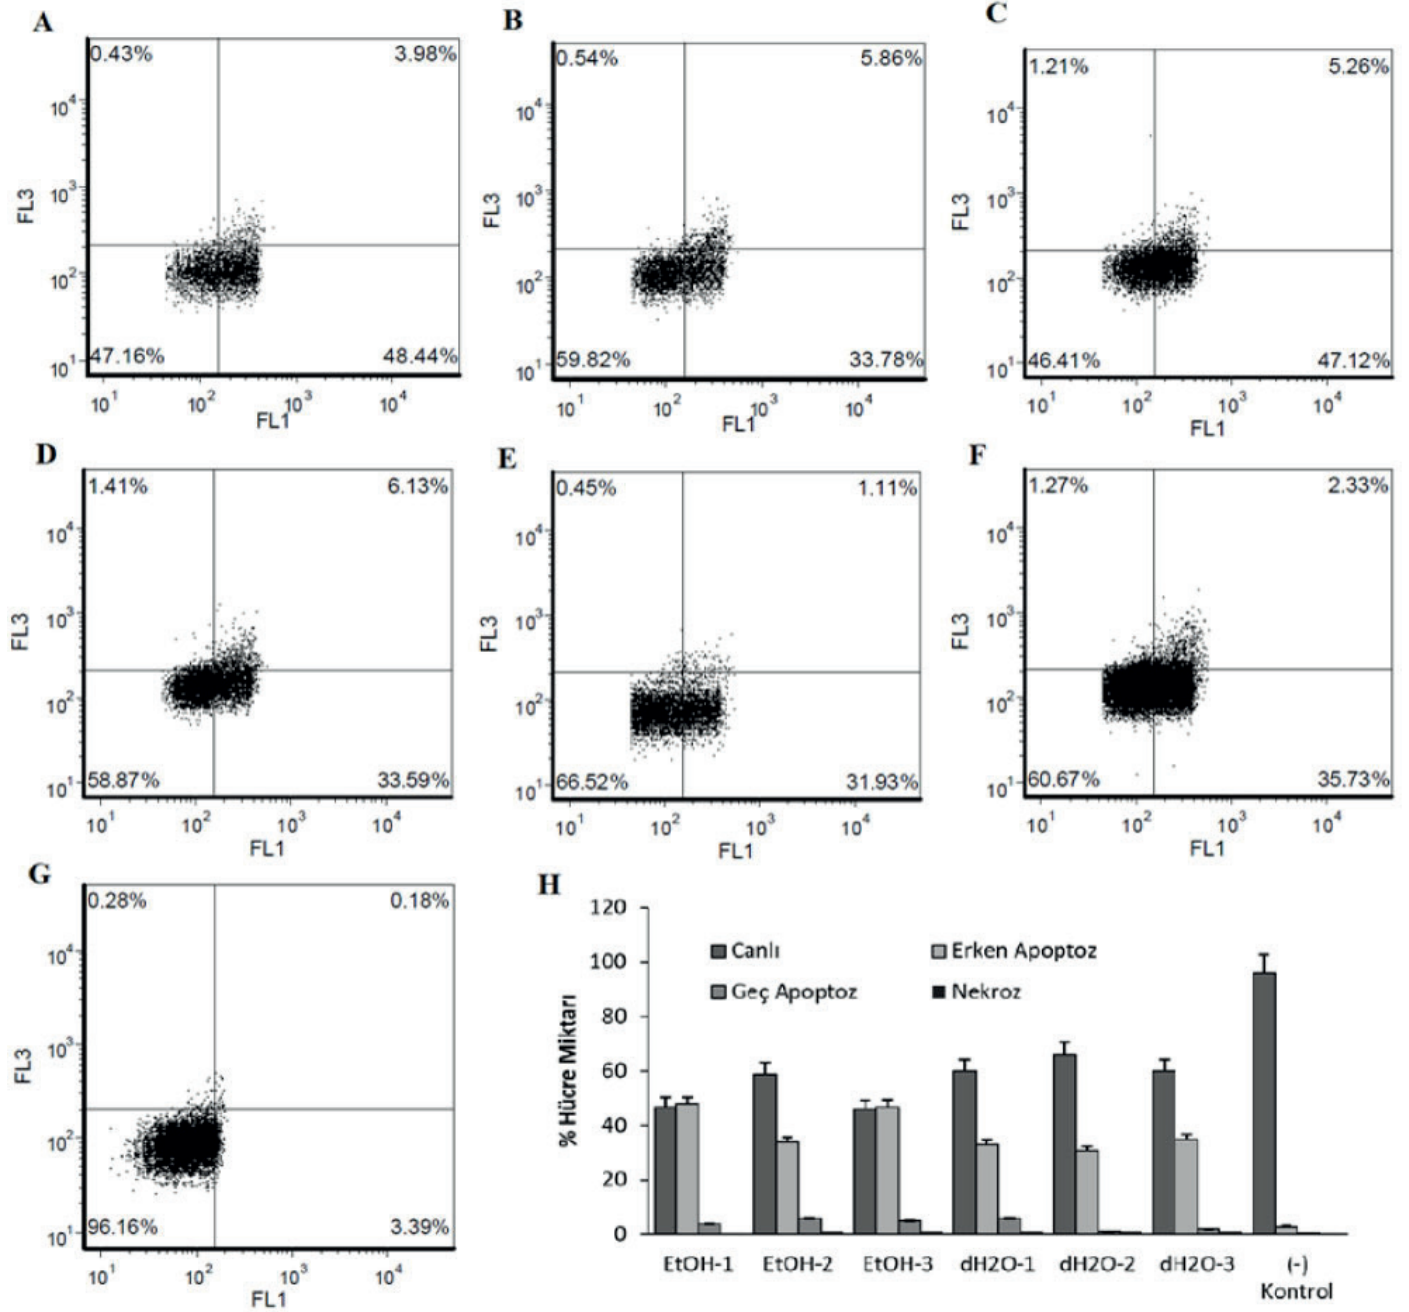 A
0.43% 3.98%
10^4
10^3
10^2
10^1
FL3
47.16% 48.44%
10^1 10^2 10^3 10^4
FL1
B
0.54% 5.86%
10^4
10^3
10^2
10^1
FL3
59.82% 33.78%
10^1 10^2 10^3 10^4
FL1
C
1.21% 5.26%
10^4
10^3
10^2
10^1
FL3
46.41% 47.12%
10^1 10^2 10^3 10^4
FL1
D
1.41% 6.13%
10^4
10^3
10^2
10^1
FL3
58.87% 33.59%
10^1 10^2 10^3 10^4
FL1
E
0.45% 1.11%
10^4
10^3
10^2
10^1
FL3
66.52% 31.93%
10^1 10^2 10^3 10^4
FL1
F
1.27% 2.33%
10^4
10^3
10^2
10^1
FL3
60.67% 35.73%
10^1 10^2 10^3 10^4
FL1
G
0.28% 0.18%
10^4
10^3
10^2
10^1
FL3
96.16% 3.39%
10^1 10^2 10^3 10^4
FL1
H
120
100
80
60
40
20
0
% Hücre Miktarı
Canlı Erken Apoptoz
Geç Apoptoz Nekroz
EtOH-1 EtOH-2 EtOH-3 dH2O-1 dH2O-2 dH2O-3 (-)
Kontrol